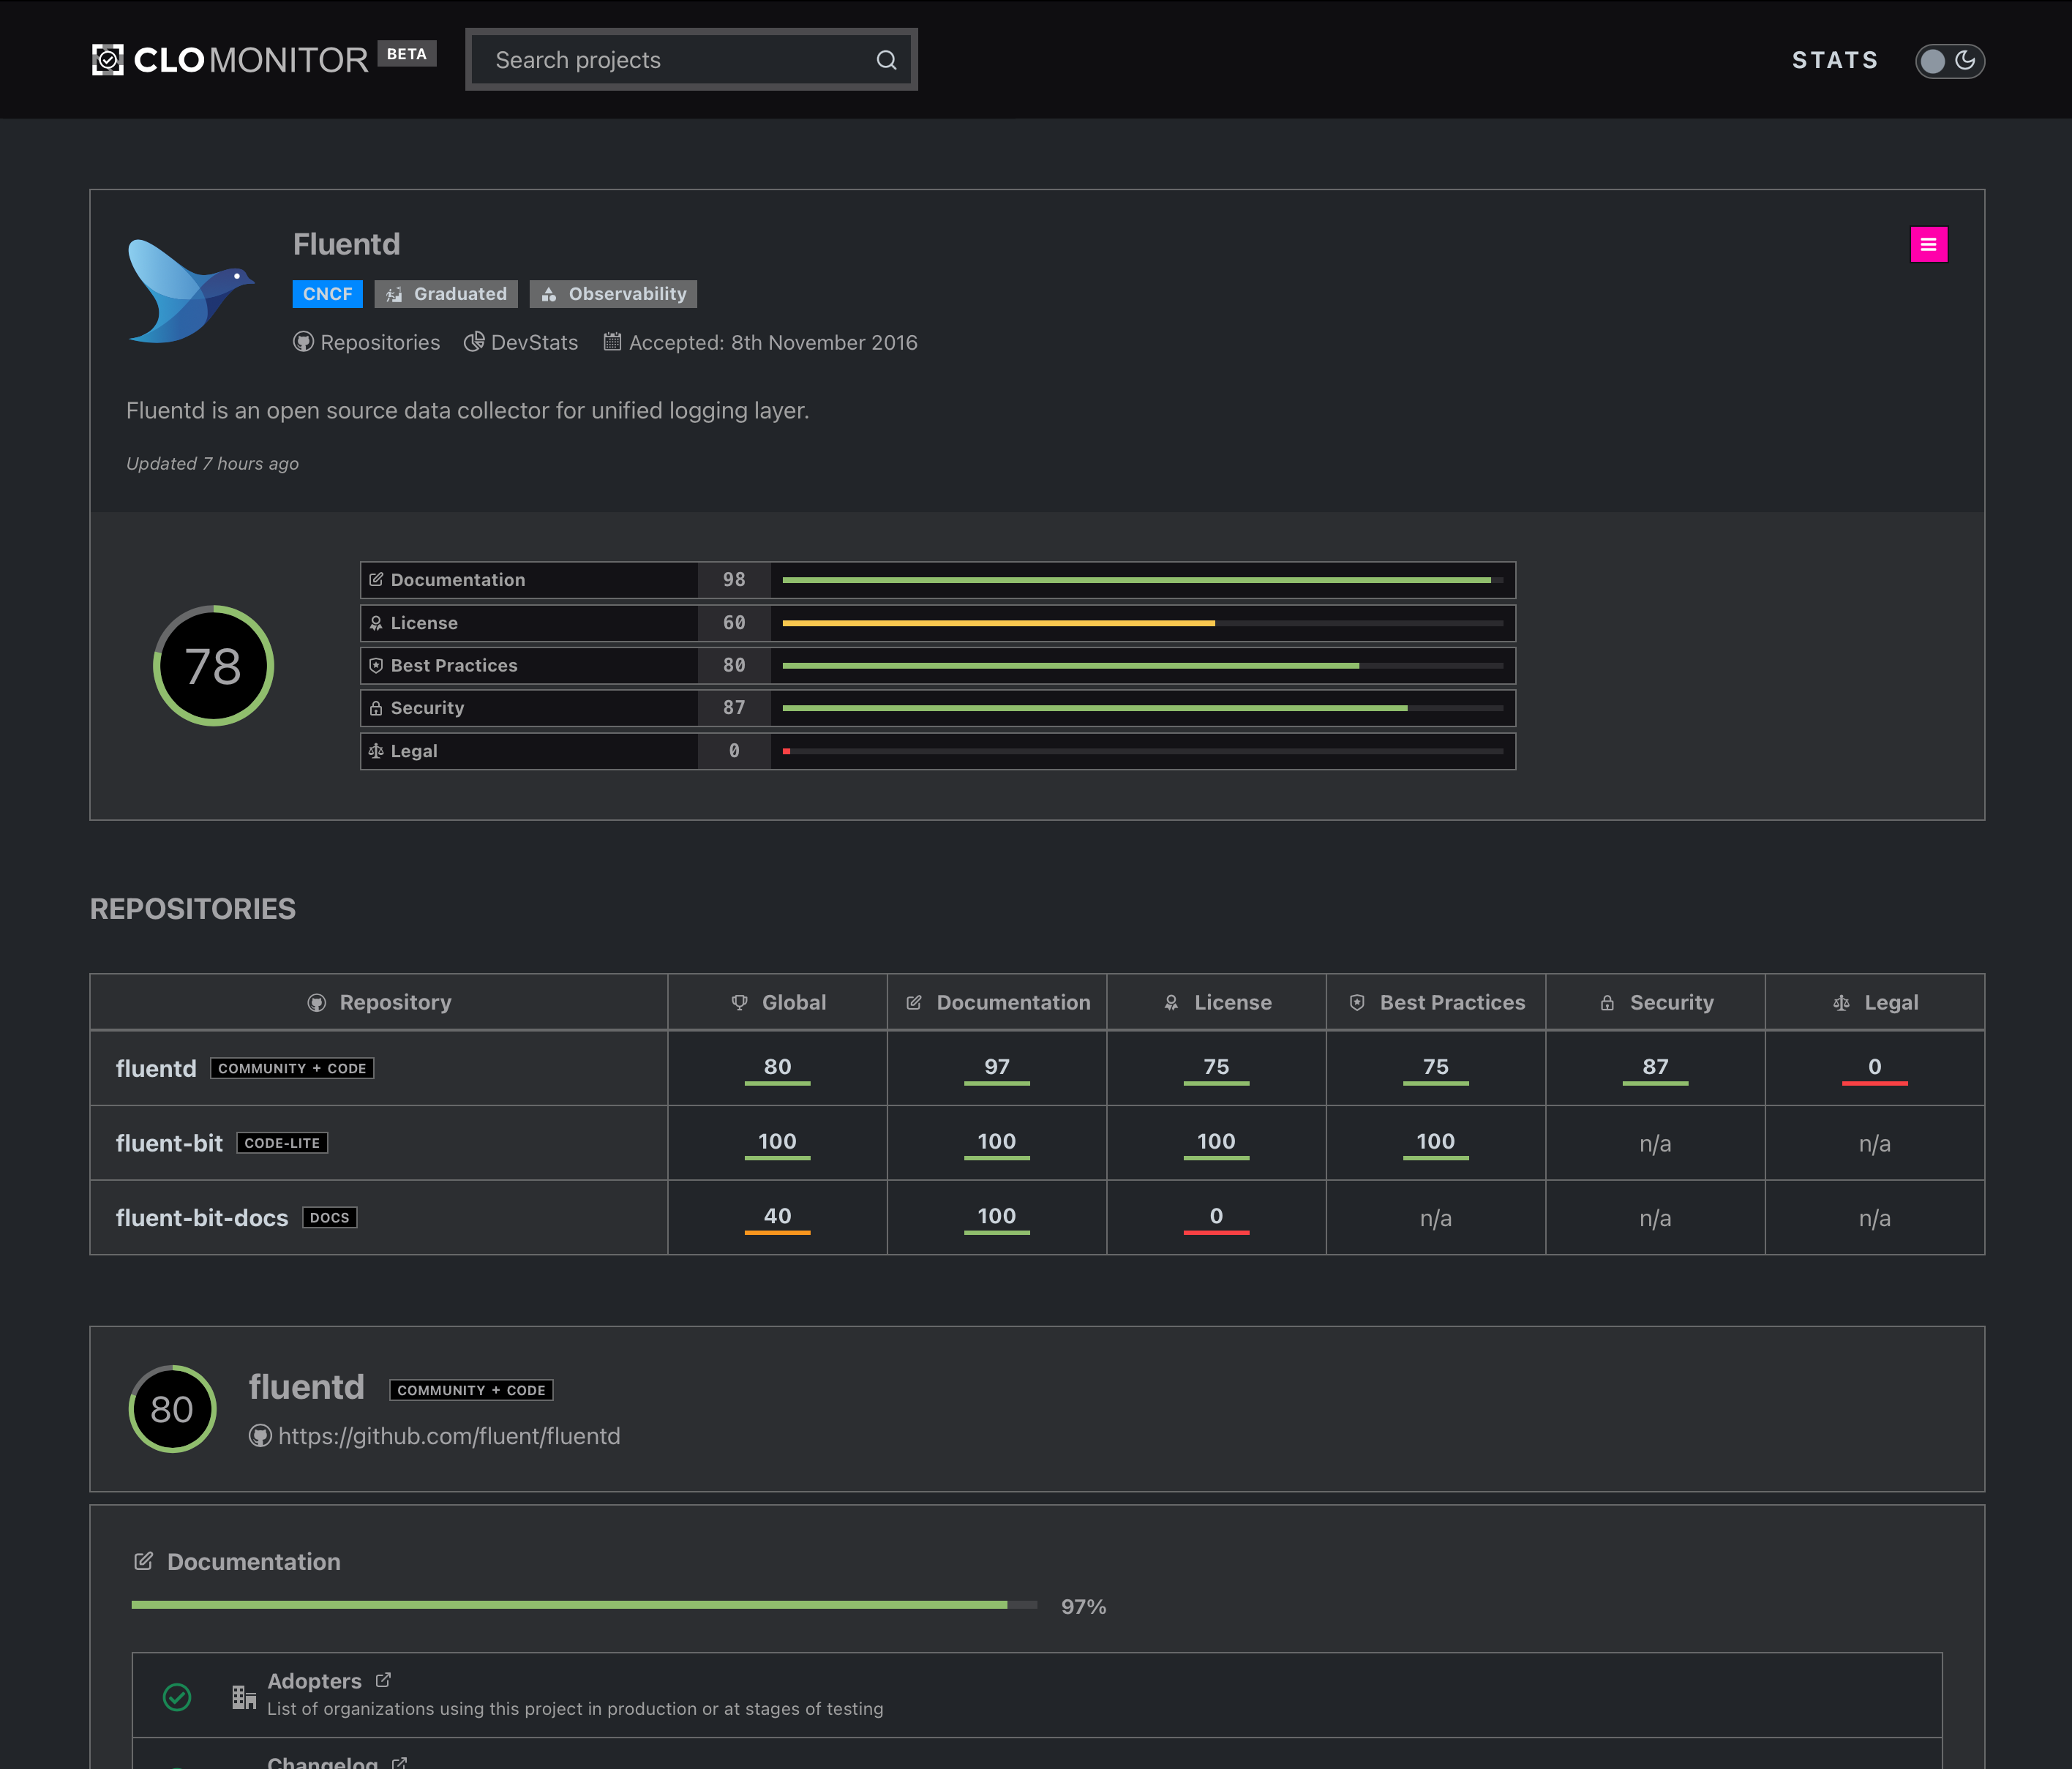 CLOMONITOR BETA
Search projects
STATS
Fluentd
CNCF Graduated Observability
Repositories DevStats Accepted: 8th November 2016
Fluentd is an open source data collector for unified logging layer.
Updated 7 hours ago
78
Documentation 98
License 60
Best Practices 80
Security 87
Legal 0
REPOSITORIES
Repository Global Documentation License Best Practices Security Legal
fluentd COMMUNITY + CODE 80 97 75 75 87 0
fluent-bit CODE-LITE 100 100 100 100 n/a n/a
fluent-bit-docs DOCS 40 100 0 n/a n/a n/a
80
fluentd COMMUNITY + CODE
https://github.com/fluent/fluentd
Documentation
97%
Adopters
List of organizations using this project in production or at stages of testing
Changelog